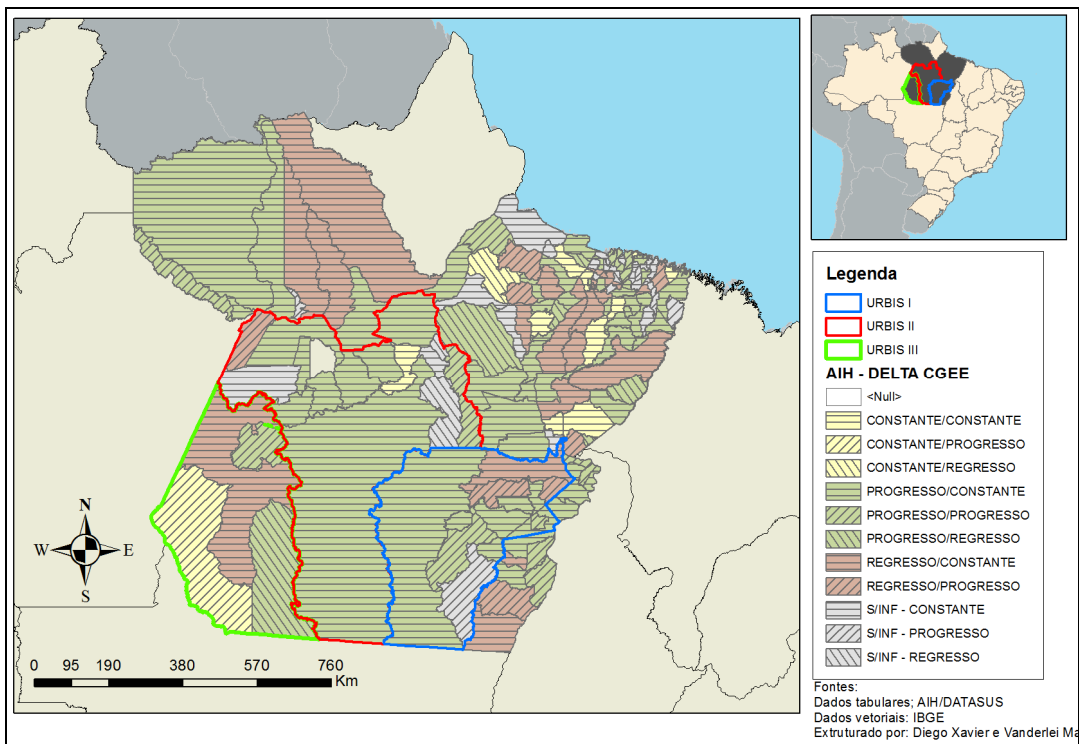 N
W
E
S
0 95 190 380 570 760
Km
Legenda
URBIS I
URBIS II
URBIS III
AIH - DELTA CGEE
<Null>
CONSTANTE/CONSTANTE
CONSTANTE/PROGRESSO
CONSTANTE/REGRESSO
PROGRESSO/CONSTANTE
PROGRESSO/PROGRESSO
PROGRESSO/REGRESSO
REGRESSO/CONSTANTE
REGRESSO/PROGRESSO
S/INF - CONSTANTE
S/INF - PROGRESSO
S/INF - REGRESSO
Fontes:
Dados tabulares; AIH/DATASUS
Dados vetoriais: IBGE
Extruturado por: Diego Xavier e Vanderlei Ma